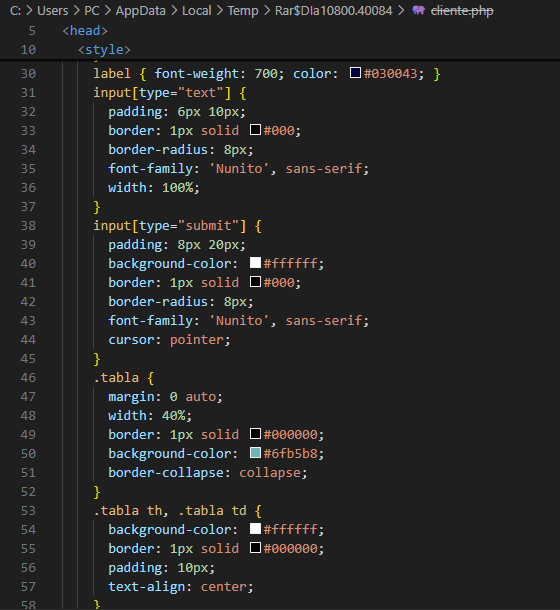 C: > Users > PC > AppData > Local > Temp > Rar$DIa10800.40084 > cliente.php
5 <head>
10 <style>
30 label { font-weight: 700; color: #030043; }
31 input[type="text"] {
32 padding: 6px 10px;
33 border: 1px solid #000;
34 border-radius: 8px;
35 font-family: 'Nunito', sans-serif;
36 width: 100%;
37 }
38 input[type="submit"] {
39 padding: 8px 20px;
40 background-color: #ffffff;
41 border: 1px solid #000;
42 border-radius: 8px;
43 font-family: 'Nunito', sans-serif;
44 cursor: pointer;
45 }
46 .tabla {
47 margin: 0 auto;
48 width: 40%;
49 border: 1px solid #000000;
50 background-color: #6fb5b8;
51 border-collapse: collapse;
52 }
53 .tabla th, .tabla td {
54 background-color: #ffffff;
55 border: 1px solid #000000;
56 padding: 10px;
57 text-align: center;
58 }